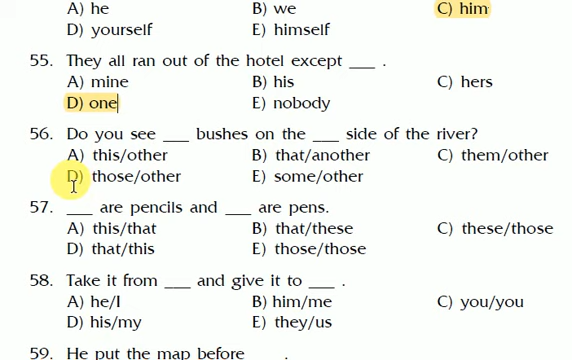 A) he B) we C) him
D) yourself E) himself
55. They all ran out of the hotel except ___ .
A) mine B) his C) hers
D) one E) nobody
56. Do you see ___ bushes on the ___ side of the river?
A) this/other B) that/another C) them/other
D) those/other E) some/other
57. ___ are pencils and ___ are pens.
A) this/that B) that/these C) these/those
D) that/this E) those/those
58. Take it from ___ and give it to ___ .
A) he/I B) him/me C) you/you
D) his/my E) they/us
59. He put the map before ___ .